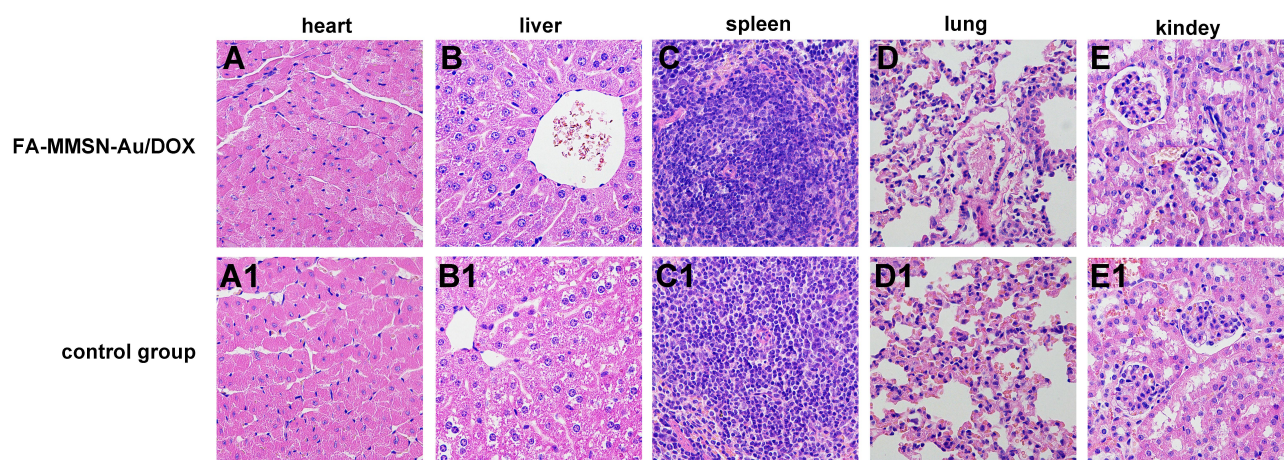 heart liver spleen lung kindey
FA-MMSN-Au/DOX
A B C D E
control group
A1 B1 C1 D1 E1